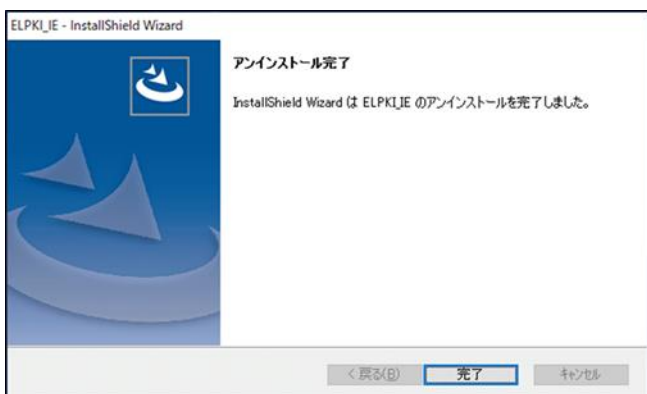 ELPKI_IE - InstallShield Wizard
アンインストール完了
InstallShield Wizard は ELPKI_IE のアンインストールを完了しました。
< 戻る(B)
完了
キャンセル